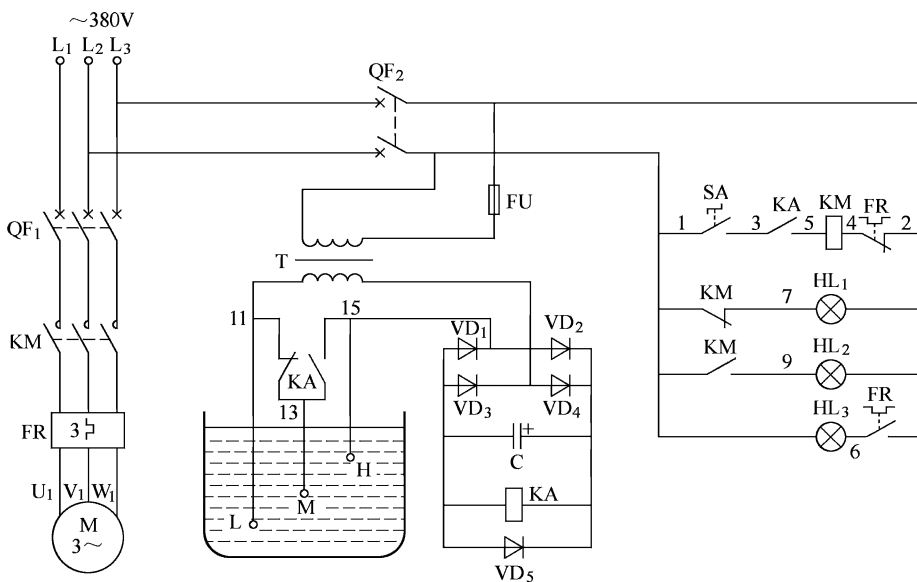 ~380V
L1 L2 L3
QF2
FU
SA
KA
KM
FR
1
3
5
4
2
QF1
T
KM
7
HL1
11
15
VD1
VD2
KM
KM
9
HL2
KA
VD3
VD4
13
HL3
FR
6
FR
3
C
+
H
U1 V1 W1
L
M
KA
M
3~
VD5